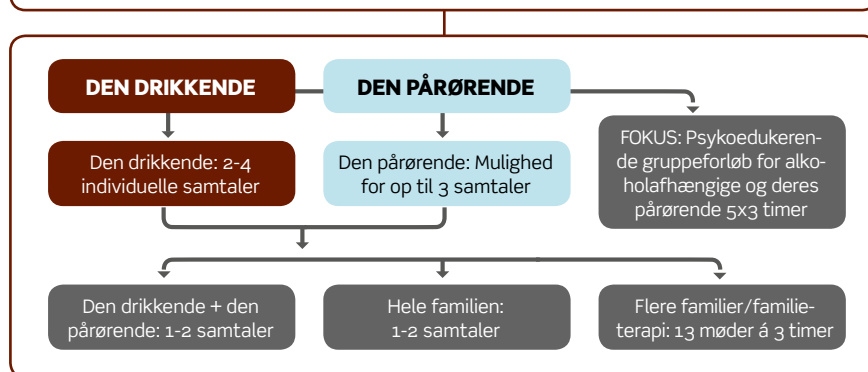 DEN DRIKKENDE
DEN PÅRØRENDE
Den drikkende: 2-4
individuelle samtaler
Den pårørende: Mulighed
for op til 3 samtaler
FOKUS: Psykoedukeren-
de gruppeforløb for alko-
holafhængige og deres
pårørende 5x3 timer
Den drikkende + den
pårørende: 1-2 samtaler
Hele familien:
1-2 samtaler
Flere familier/familie-
terapi: 13 møder á 3 timer